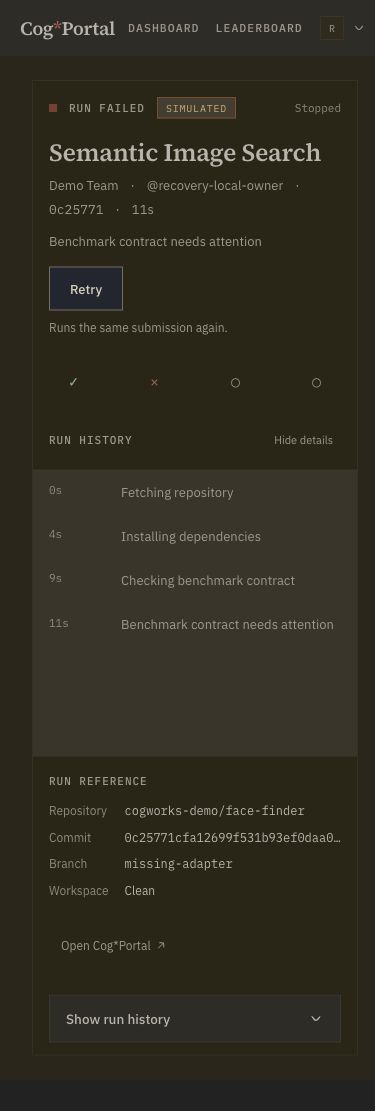 Cog*Portal DASHBOARD LEADERBOARD R
RUN FAILED SIMULATED Stopped
Semantic Image Search
Demo Team · @recovery-local-owner ·
0c25771 · 11s
Benchmark contract needs attention
Retry
Runs the same submission again.
✓ × ○ ○
RUN HISTORY Hide details
0s Fetching repository
4s Installing dependencies
9s Checking benchmark contract
11s Benchmark contract needs attention
RUN REFERENCE
Repository cogworks-demo/face-finder
Commit 0c25771cfa12699f531b93ef0daa0…
Branch missing-adapter
Workspace Clean
Open Cog*Portal ↗
Show run history